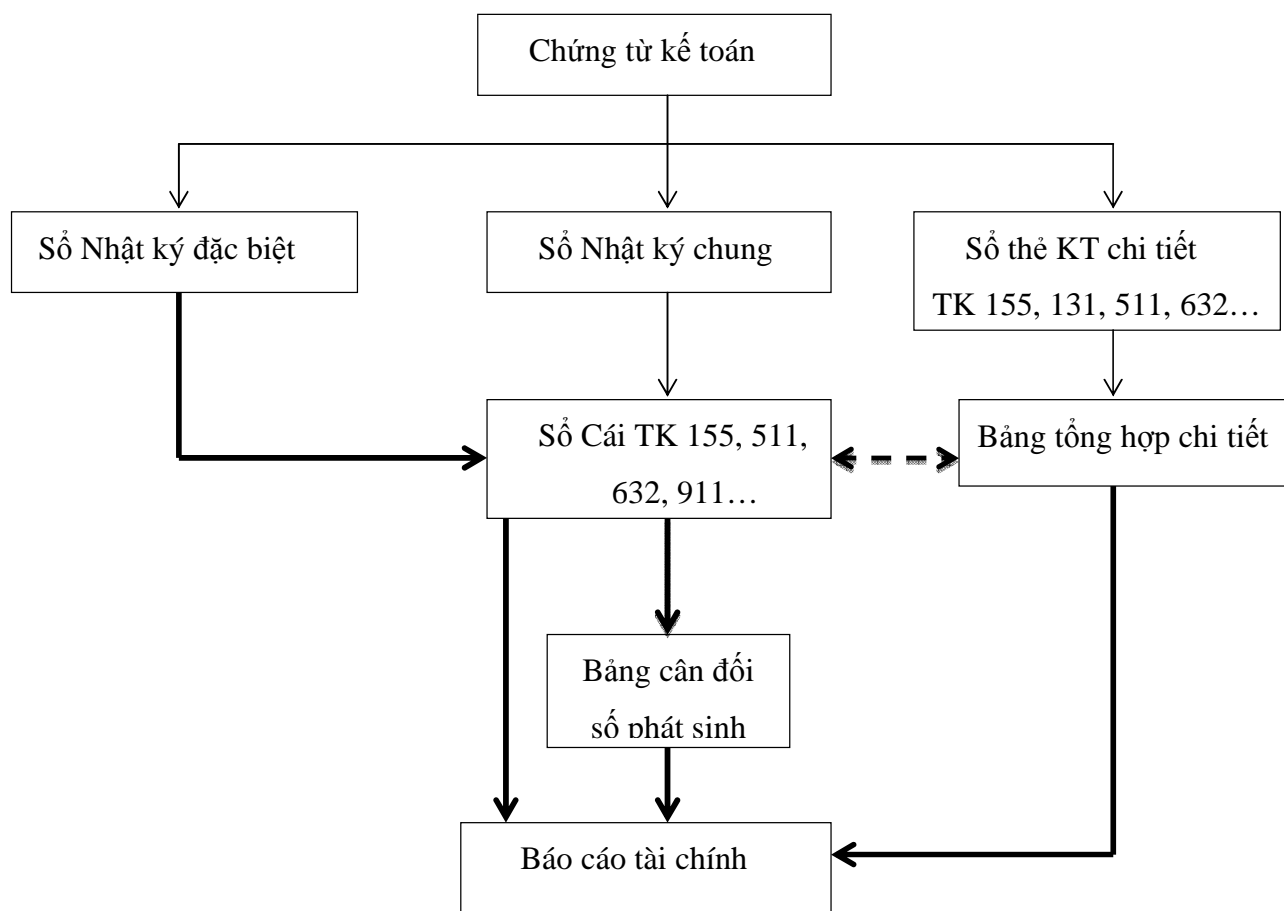 Chứng từ kế toán
Sổ Nhật ký đặc biệt
Sổ Nhật ký chung
Sổ thẻ KT chi tiết
TK 155, 131, 511, 632…
Sổ Cái TK 155, 511,
632, 911…
Bảng tổng hợp chi tiết
Bảng cân đối
số phát sinh
Báo cáo tài chính